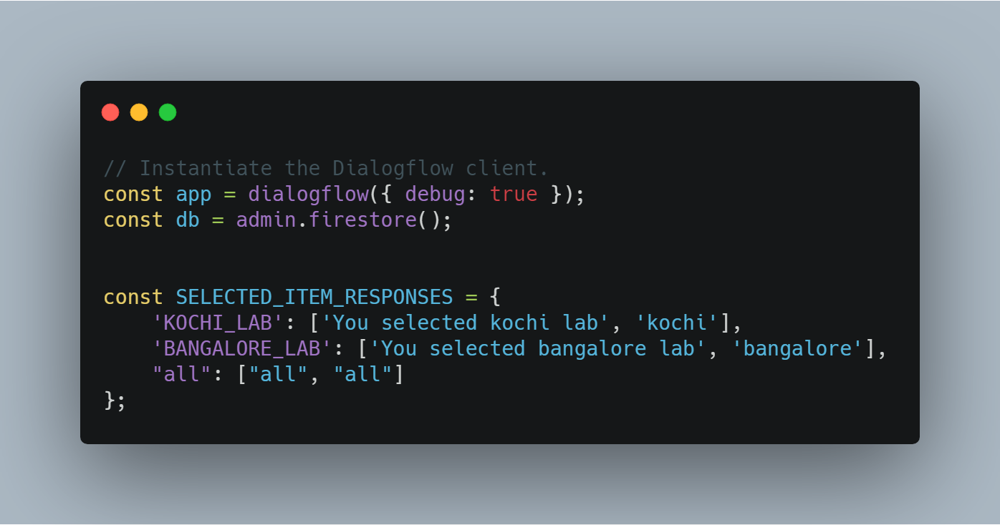 // Instantiate the Dialogflow client.
const app = dialogflow({ debug: true });
const db = admin.firestore();
const SELECTED_ITEM_RESPONSES = {
    'KOCHI_LAB': ['You selected kochi lab', 'kochi'],
    'BANGALORE_LAB': ['You selected bangalore lab', 'bangalore'],
    "all": ["all", "all"]
};